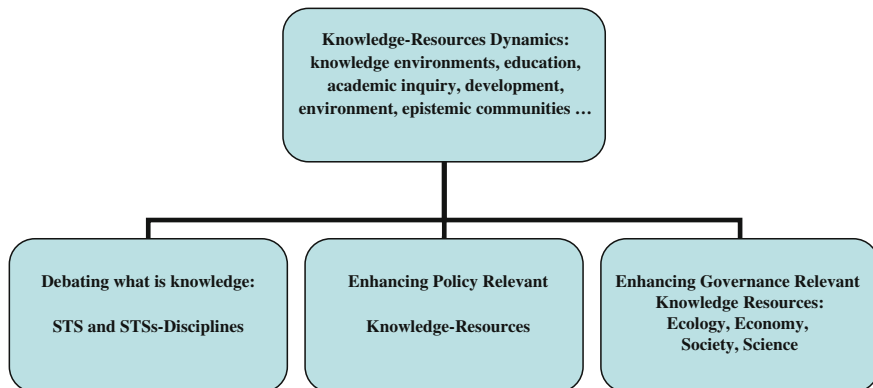 Knowledge-Resources Dynamics:
knowledge environments, education,
academic inquiry, development,
environment, epistemic communities …
Debating what is knowledge:
STS and STSs-Disciplines
Enhancing Policy Relevant
Knowledge-Resources
Enhancing Governance Relevant
Knowledge Resources:
Ecology, Economy,
Society, Science